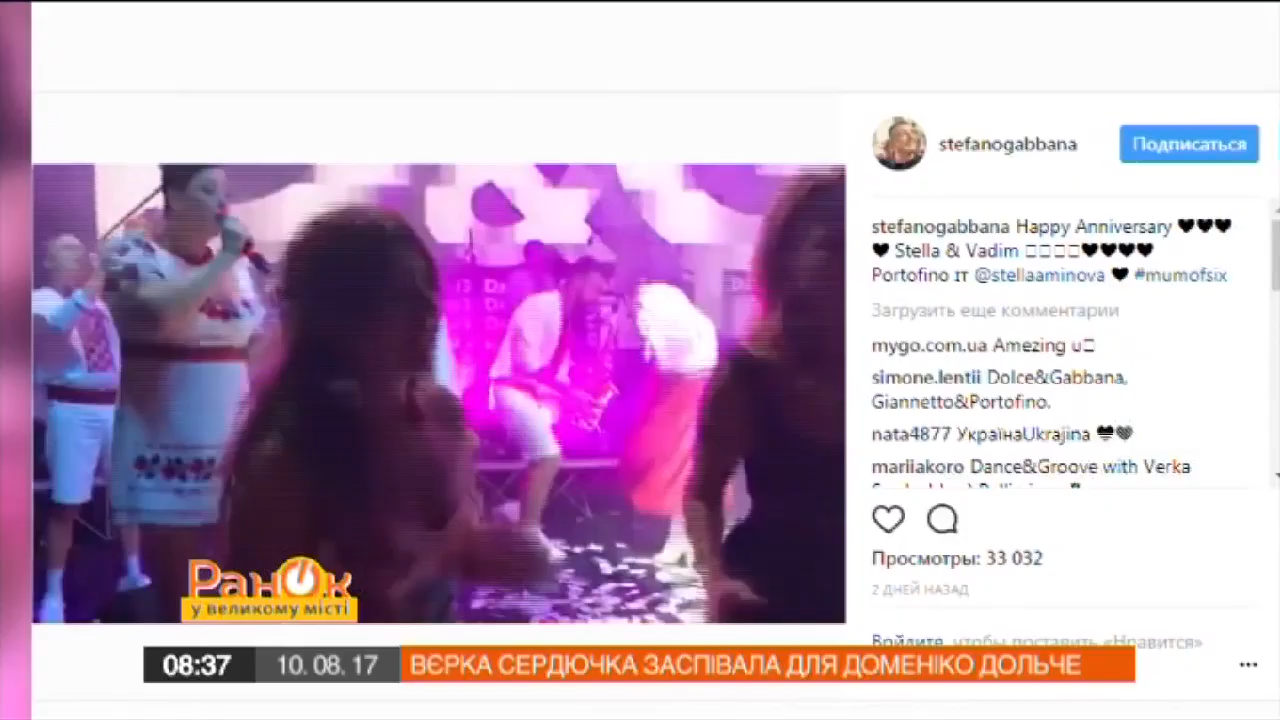 stefanogabbana
Подписаться
stefanogabbana Happy Anniversary 🖤🖤🖤
🖤 Stella & Vadim 🖤🖤🖤🖤
Portofino IT @stellaaminova 🖤 #mumofsix
Загрузить еще комментарии
mygo.com.ua Amezing u
simone.lentii Dolce&Gabbana,
Giannetto&Portofino.
nata4877 УкраїнаUkrajina
mariiakoro Dance&Groove with Verka
Просмотры: 33 032
2 ДНЕЙ НАЗАД
Войдите, чтобы поставить «Нравится»
Ранок
у великому місті
08:37 10. 08. 17 ВЄРКА СЕРДЮЧКА ЗАСПІВАЛА ДЛЯ ДОМЕНІКО ДОЛЬЧЕ